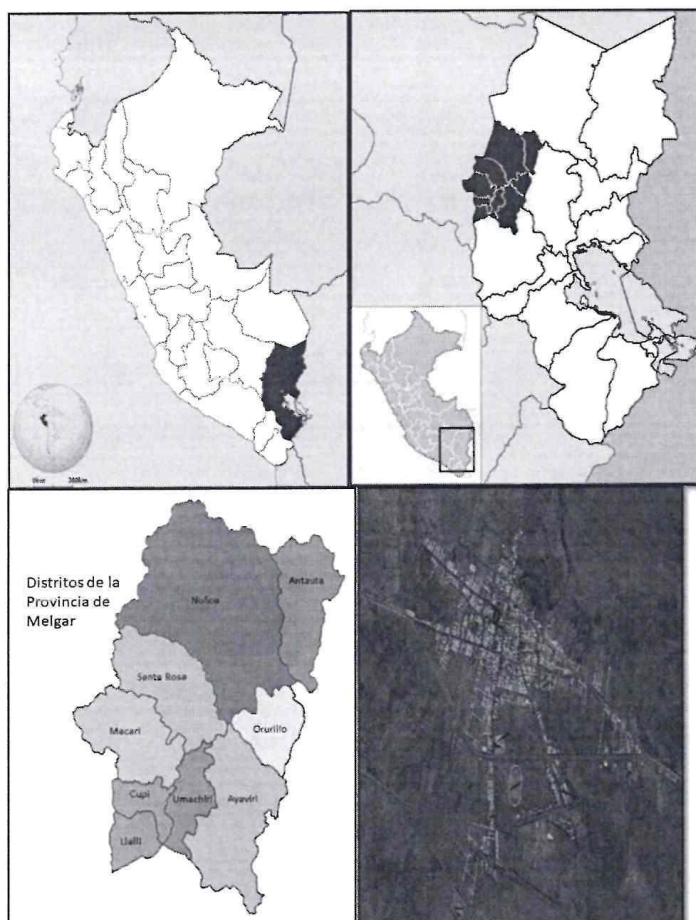 Distritos de la
Provincia de
Melgar
Antauta
Nuñoa
Santa Rosa
Orurillo
Macari
Cupi
Umachiri
Ayaviri
Llalli